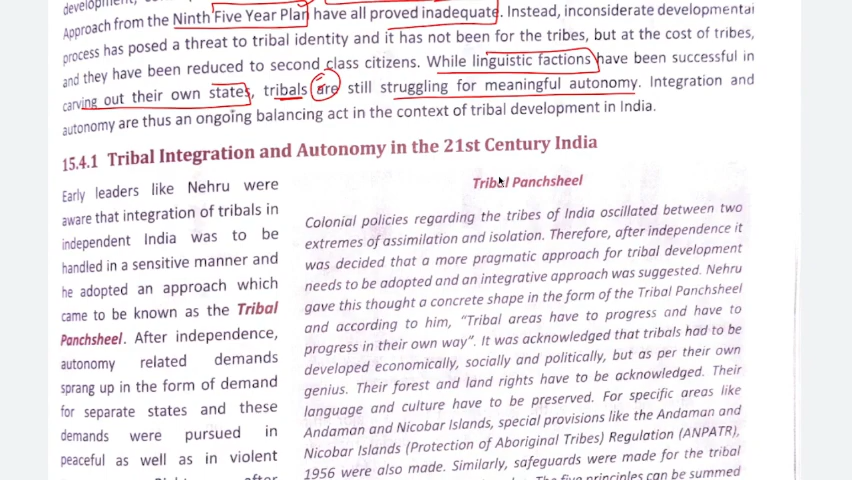 Approach from the Ninth Five Year Plan have all proved inadequate. Instead, inconsiderate developmental
process has posed a threat to tribal identity and it has not been for the tribes, but at the cost of tribes,
and they have been reduced to second class citizens. While linguistic factions have been successful in
carving out their own states, tribals are still struggling for meaningful autonomy. Integration and
autonomy are thus an ongoing balancing act in the context of tribal development in India.
15.4.1 Tribal Integration and Autonomy in the 21st Century India
Early leaders like Nehru were
aware that integration of tribals in
independent India was to be
handled in a sensitive manner and
he adopted an approach which
came to be known as the Tribal
Panchsheel. After independence,
autonomy related demands
sprang up in the form of demand
for separate states and these
demands were pursued in
peaceful as well as in violent
Tribal Panchsheel
Colonial policies regarding the tribes of India oscillated between two
extremes of assimilation and isolation. Therefore, after independence it
was decided that a more pragmatic approach for tribal development
needs to be adopted and an integrative approach was suggested. Nehru
gave this thought a concrete shape in the form of the Tribal Panchsheel
and according to him, "Tribal areas have to progress and have to
progress in their own way". It was acknowledged that tribals had to be
developed economically, socially and politically, but as per their own
genius. Their forest and land rights have to be acknowledged. Their
language and culture have to be preserved. For specific areas like
Andaman and Nicobar Islands, special provisions like the Andaman and
Nicobar Islands (Protection of Aboriginal Tribes) Regulation (ANPATR),
1956 were also made. Similarly, safeguards were made for the tribal
The five principles can be summed